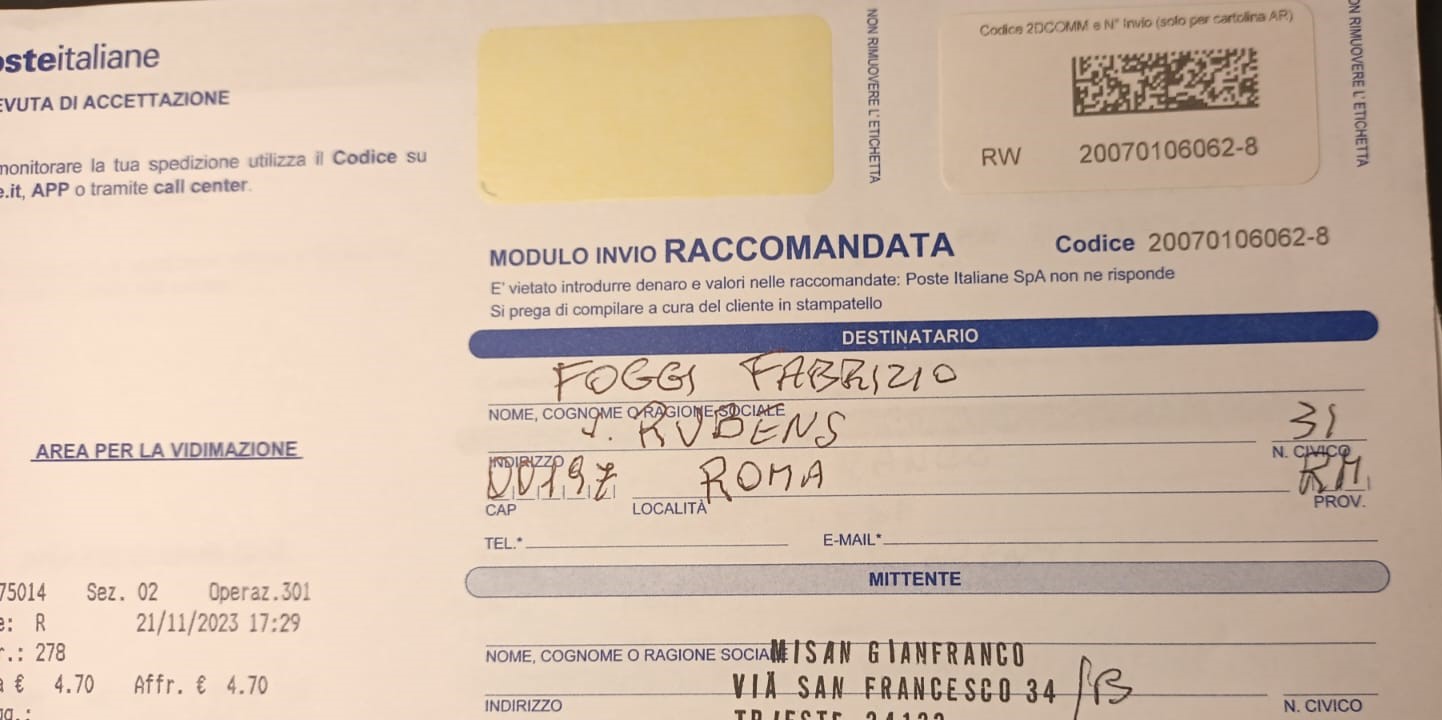 osteitaliane
EVUTA DI ACCETTAZIONE
monitorare la tua spedizione utilizza il Codice su
e.it, APP o tramite call center.
AREA PER LA VIDIMAZIONE
75014 Sez. 02 Operaz.301
e: R 21/11/2023 17:29
r.: 278
a € 4.70 Affr. € 4.70
NON RIMUOVERE L'ETICHETTA
Codice 2DCOMM e N° Invio (solo per cartolina AR)
RW 20070106062-8
ON RIMUOVERE L'ETICHETTA
MODULO INVIO RACCOMANDATA Codice 20070106062-8
E' vietato introdurre denaro e valori nelle raccomandate: Poste Italiane SpA non ne risponde
Si prega di compilare a cura del cliente in stampatello
DESTINATARIO
FOGGI FABRIZIO
NOME, COGNOME O RAGIONE SOCIALE
V. RUBENS 31
INDIRIZZO N. CIVICO
00197 ROMA RM
CAP LOCALITÀ PROV.
TEL.* E-MAIL*
MITTENTE
NOME, COGNOME O RAGIONE SOCIALE MISAN GIANFRANCO
VIA SAN FRANCESCO 34 /B
INDIRIZZO N. CIVICO
TRIESTE